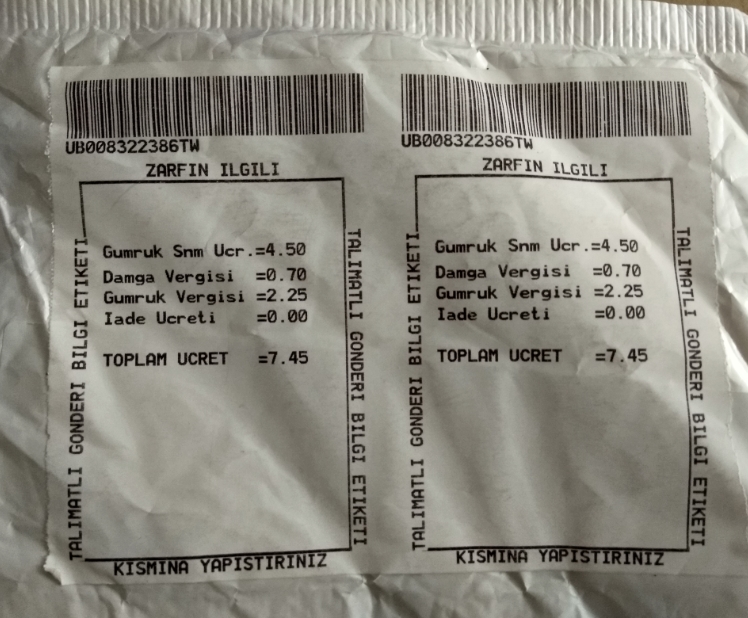 UB008322386TW
ZARFIN ILGILI
TALIMATLI GONDERI BILGI ETIKETI
Gumruk Snm Ucr.=4.50
Damga Vergisi =0.70
Gumruk Vergisi =2.25
Iade Ucreti =0.00
TOPLAM UCRET =7.45
TALIMATLI GONDERI BILGI ETIKETI
KISMINA YAPISTIRINIZ
UB008322386TW
ZARFIN ILGILI
TALIMATLI GONDERI BILGI ETIKETI
Gumruk Snm Ucr.=4.50
Damga Vergisi =0.70
Gumruk Vergisi =2.25
Iade Ucreti =0.00
TOPLAM UCRET =7.45
TALIMATLI GONDERI BILGI ETIKETI
KISMINA YAPISTIRINIZ